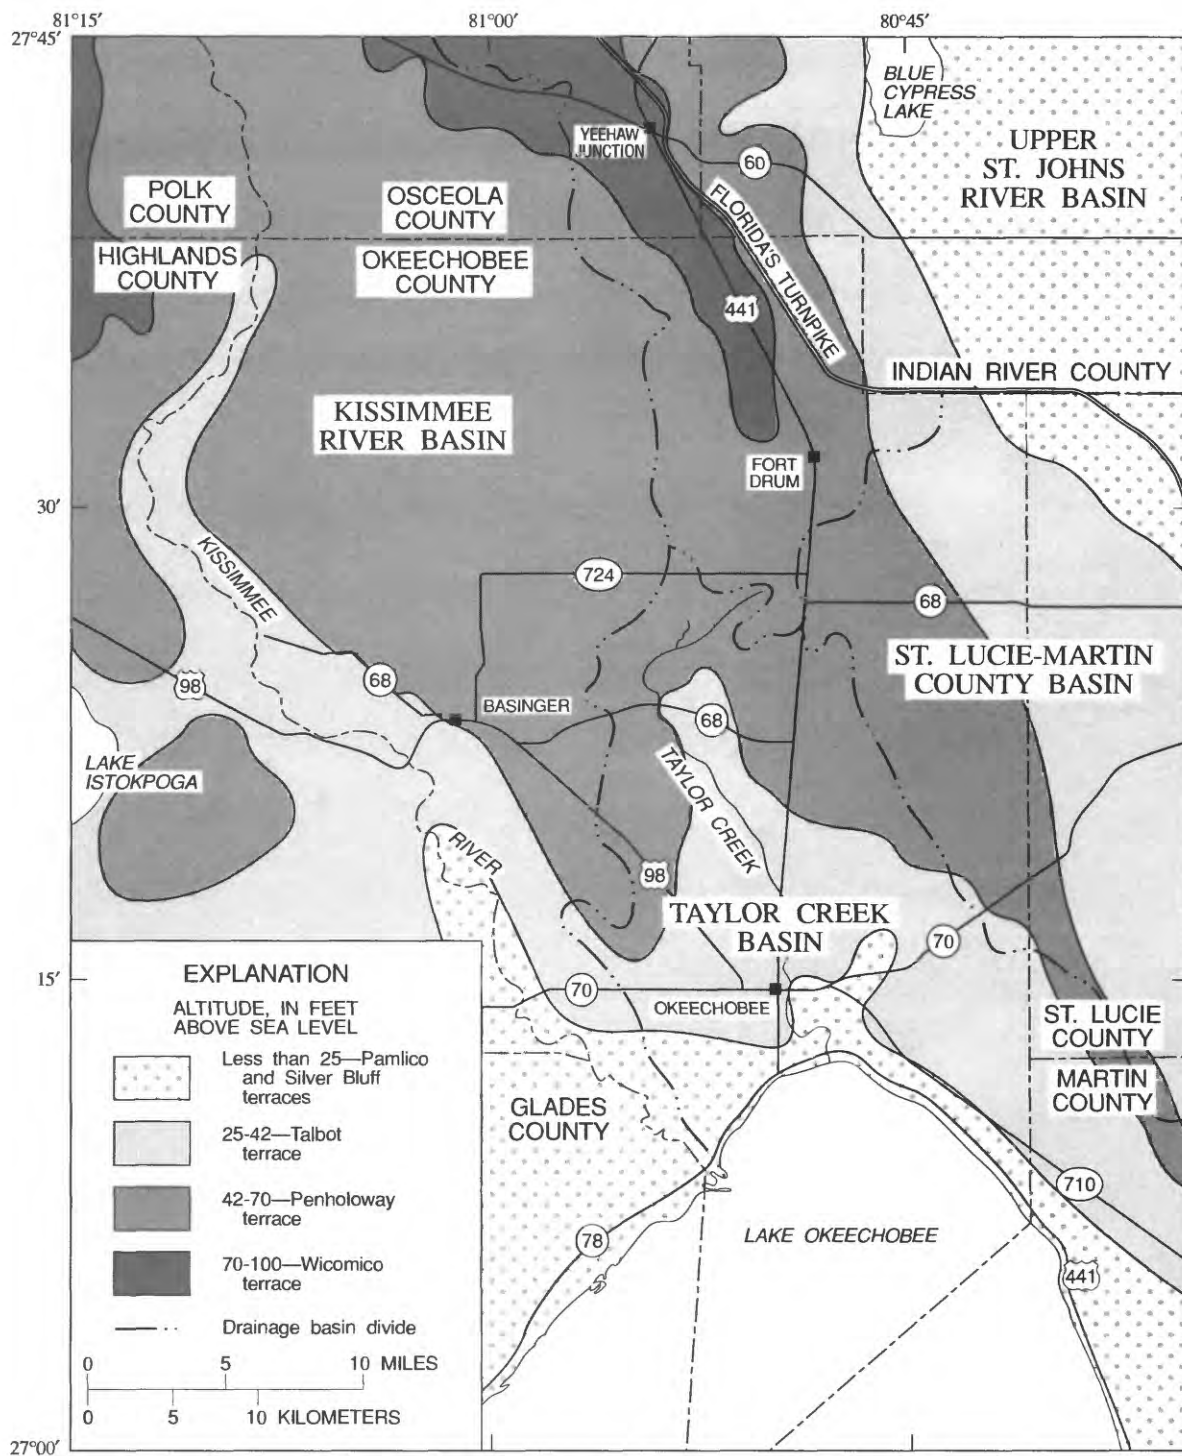 81°15′
81°00′
80°45′
27°45′
BLUE
CYPRESS
LAKE
YEEHAW
JUNCTION
60
UPPER
ST. JOHNS
RIVER BASIN
POLK
COUNTY
OSCEOLA
COUNTY
FLORIDA'S TURNPIKE
HIGHLANDS
COUNTY
OKEECHOBEE
COUNTY
441
INDIAN RIVER COUNTY
KISSIMMEE
RIVER BASIN
FORT
DRUM
30′
KISSIMMEE
724
68
ST. LUCIE-MARTIN
COUNTY BASIN
98
68
BASINGER
68
LAKE
ISTOKPOGA
TAYLOR CREEK
RIVER
98
TAYLOR CREEK
BASIN
70
15′
70
OKEECHOBEE
ST. LUCIE
COUNTY
MARTIN
COUNTY
GLADES
COUNTY
710
78
LAKE OKEECHOBEE
441
EXPLANATION
ALTITUDE, IN FEET
ABOVE SEA LEVEL
Less than 25—Pamlico
and Silver Bluff
terraces
25-42—Talbot
terrace
42-70—Penholoway
terrace
70-100—Wicomico
terrace
Drainage basin divide
0 5 10 MILES
0 5 10 KILOMETERS
27°00′